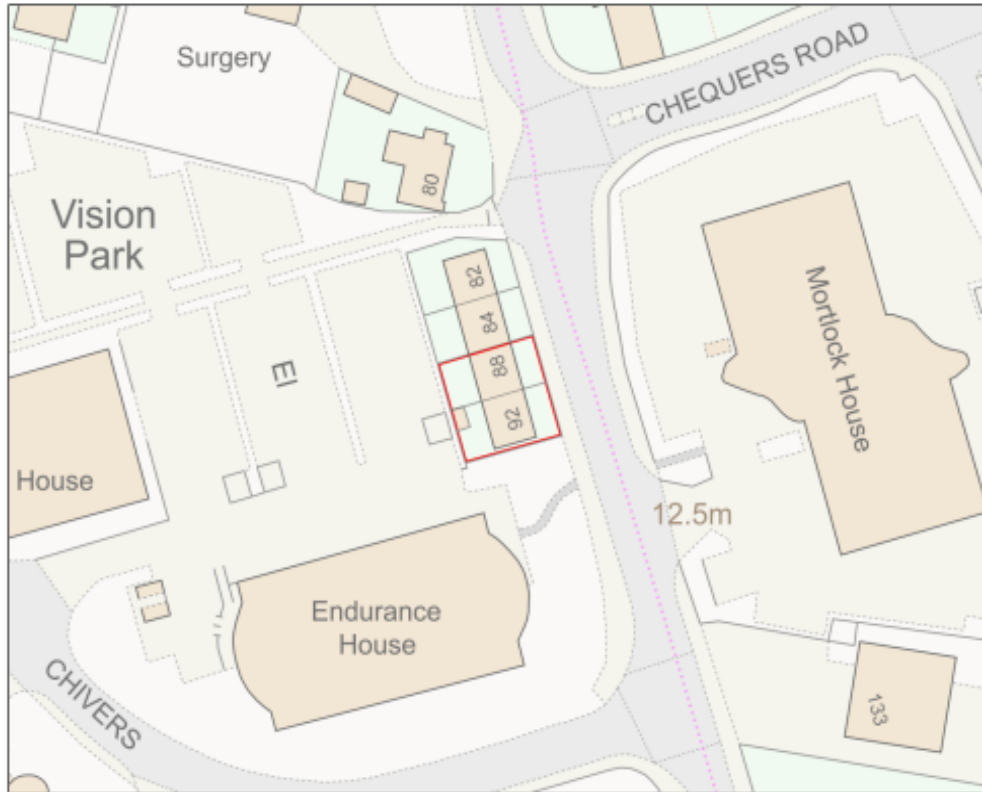 Surgery
CHEQUERS ROAD
80
Vision
Park
82
84
88
92
El
Mortlock House
House
12.5m
Endurance
House
CHIVERS
133